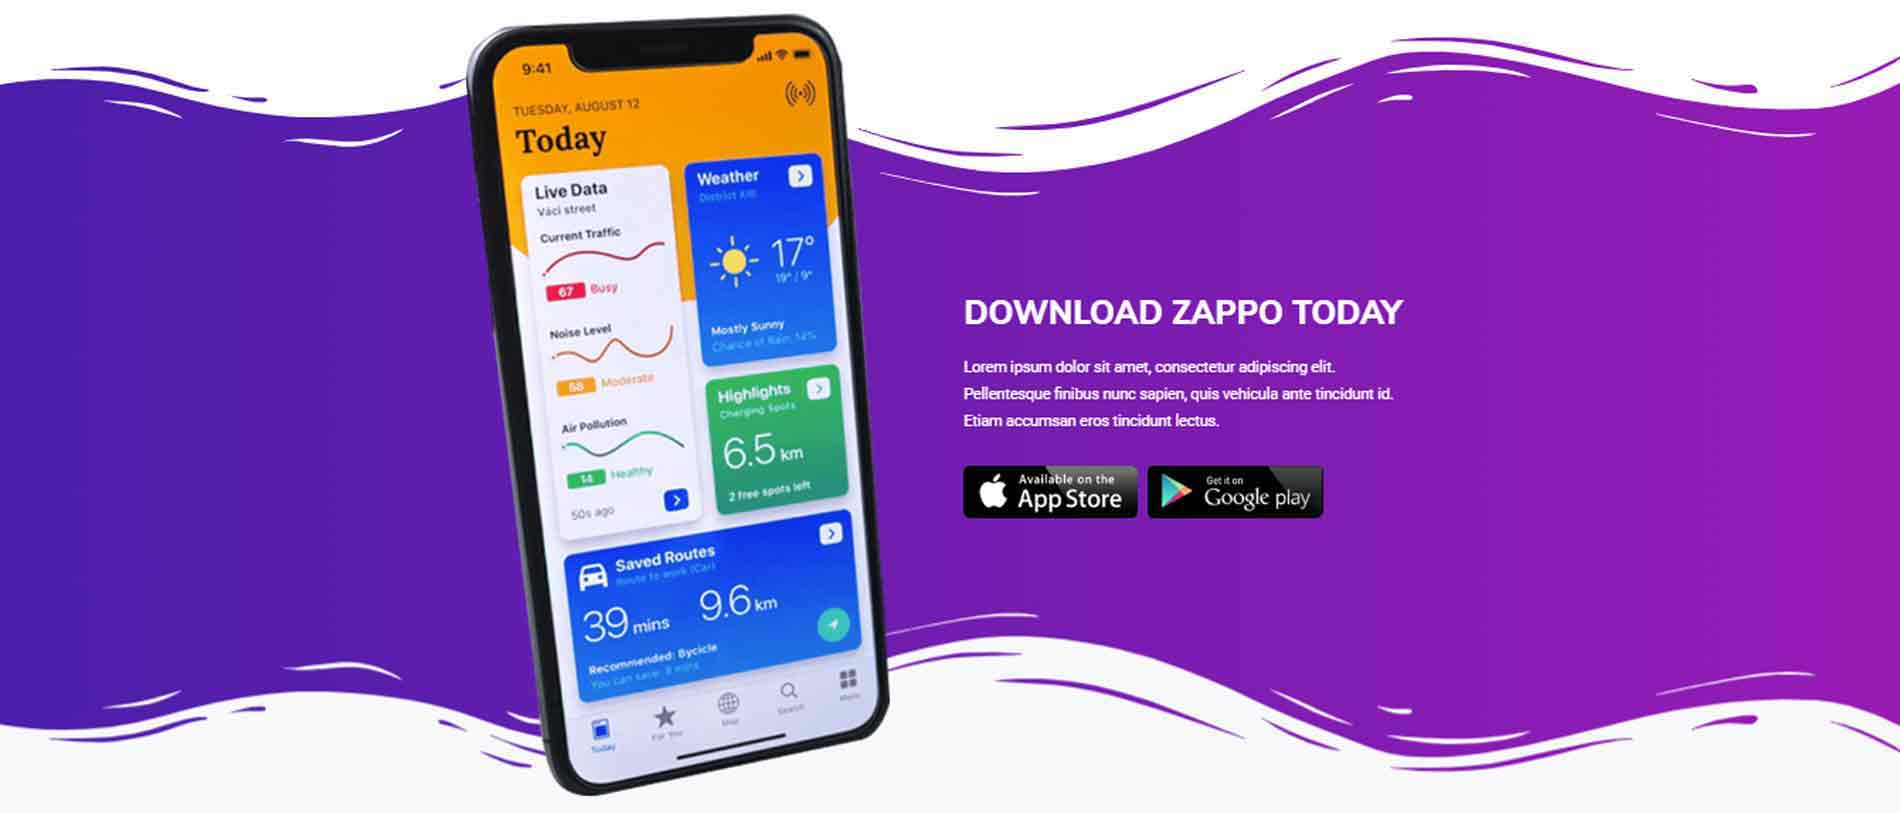 9:41
TUESDAY, AUGUST 12
Today
Live Data
Váci street
Current Traffic
67 Busy
Noise Level
Moderate
Air Pollution
14 Healthy
50s ago
Weather
District XIII
17°
19° / 9°
Mostly Sunny
Chance of Rain: 14%
Highlights
Charging Spots
6.5 km
2 free spots left
Saved Routes
Route to work (Car)
39 mins 9.6 km
Recommended: Bycicle
You can save: 8 mins
Today
For You
Map
Search
Menu
DOWNLOAD ZAPPO TODAY
Lorem ipsum dolor sit amet, consectetur adipiscing elit.
Pellentesque finibus nunc sapien, quis vehicula ante tincidunt id.
Etiam accumsan eros tincidunt lectus.
Available on the
App Store
Get it on
Google play